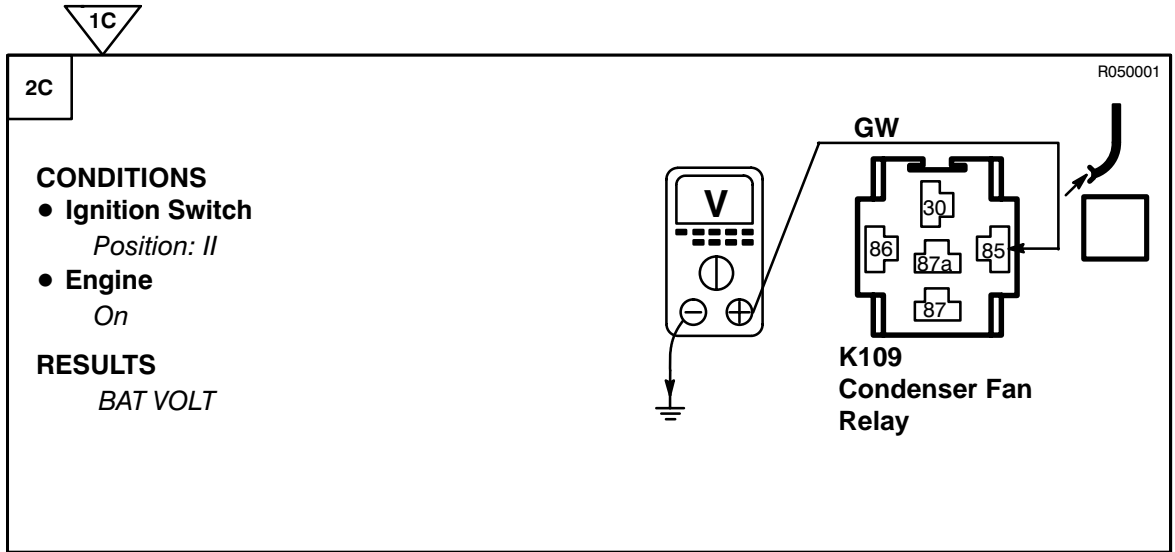 1C
2C
R050001
CONDITIONS
● Ignition Switch
Position: II
● Engine
On
RESULTS
BAT VOLT
GW
V
30
86
87a
85
87
K109
Condenser Fan
Relay